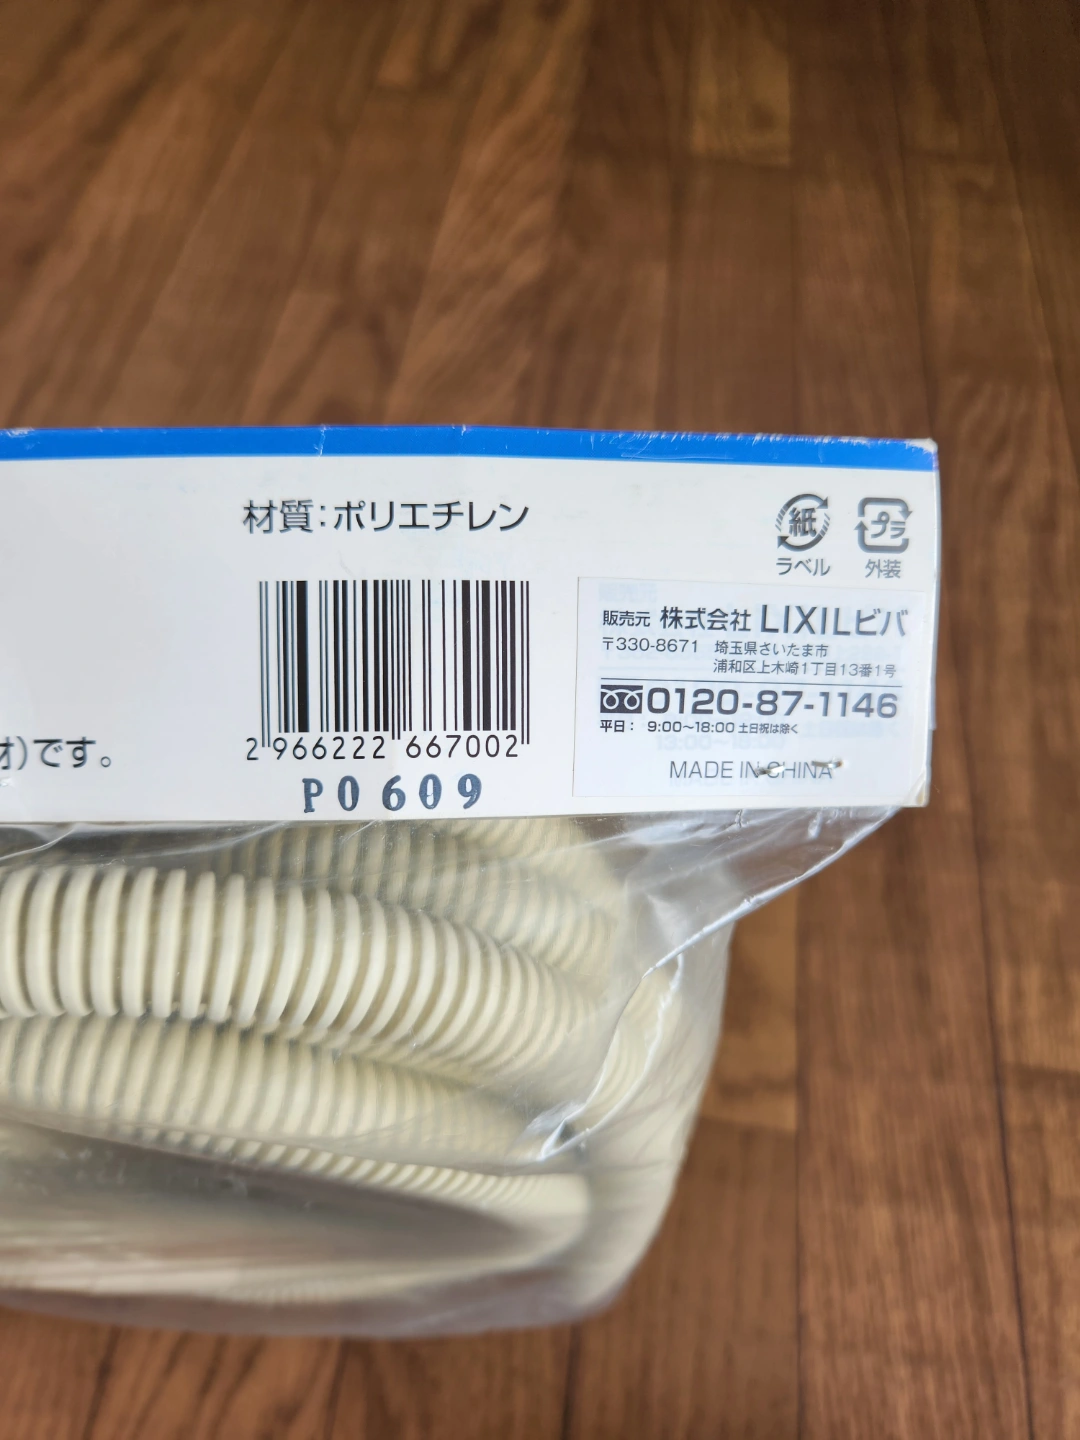 材質：ポリエチレン
紙
ラベル
プラ
外装
販売元 株式会社 LIXILビバ
〒330-8671 埼玉県さいたま市
浦和区上木崎1丁目13番1号
0120-87-1146
平日： 9:00〜18:00 土日祝は除く
MADE IN CHINA
)です。
2 966222 667002
P0609